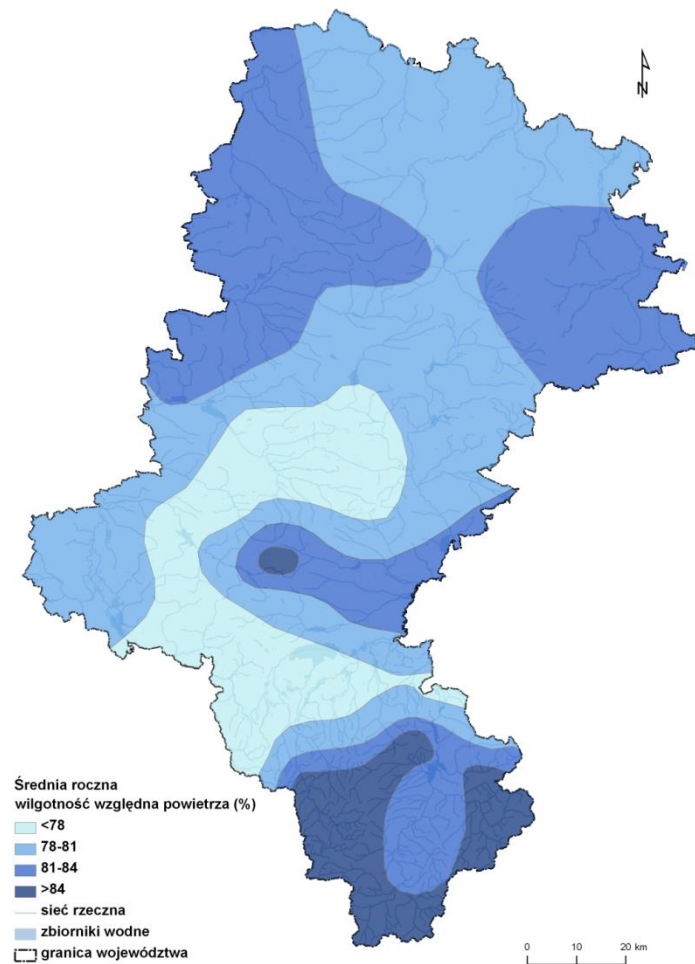 N
Średnia roczna
wilgotność względna powietrza (%)
<78
78-81
81-84
>84
sieć rzeczna
zbiorniki wodne
granica województwa
0 10 20 km